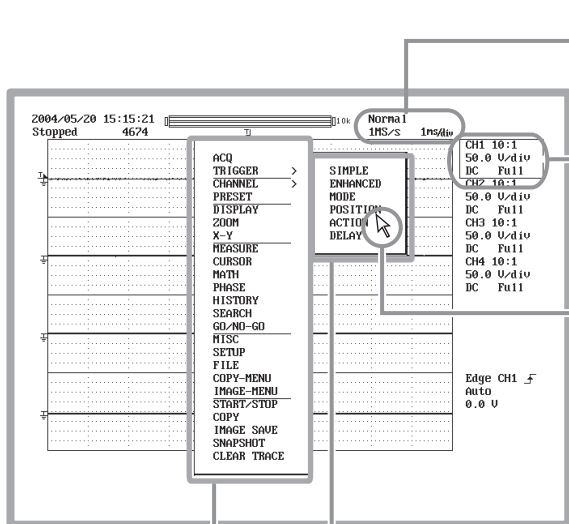 2004/05/20 15:15:21
10k
Normal
Stopped 4674
1MS/s 1ms/div
CH1 10:1
50.0 V/div
DC Full
CH2 10:1
50.0 V/div
DC Full
CH3 10:1
50.0 V/div
DC Full
CH4 10:1
50.0 V/div
DC Full
Edge CH1
Auto
0.0 V
ACQ
TRIGGER >
CHANNEL >
PRESET
DISPLAY
ZOOM
X-Y
MEASURE
CURSOR
MATH
PHASE
HISTORY
SEARCH
GO/NO-GO
MISC
SETUP
FILE
COPY-MENU
IMAGE-MENU
START/STOP
COPY
IMAGE SAVE
SNAPSHOT
CLEAR TRACE
SIMPLE
ENHANCED
MODE
POSITION
ACTION
DELAY